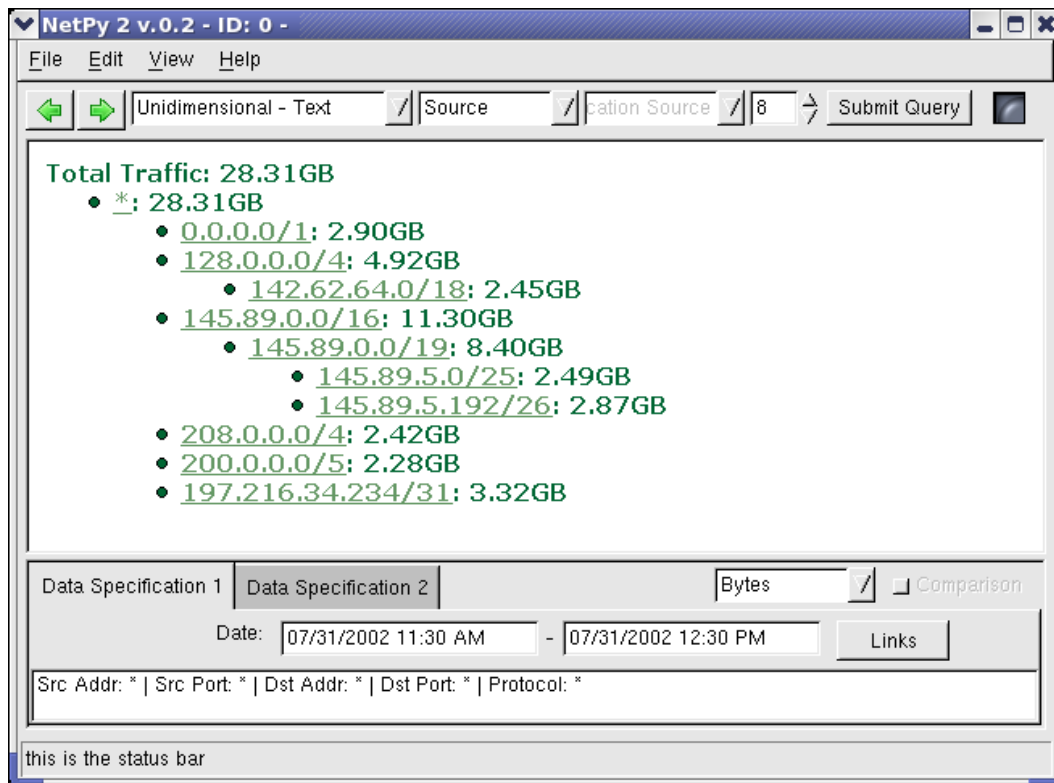 NetPy 2 v.0.2 - ID: 0 -
File Edit View Help
Unidimensional - Text Source cation Source 8 Submit Query
Total Traffic: 28.31GB
*: 28.31GB
0.0.0.0/1: 2.90GB
128.0.0.0/4: 4.92GB
142.62.64.0/18: 2.45GB
145.89.0.0/16: 11.30GB
145.89.0.0/19: 8.40GB
145.89.5.0/25: 2.49GB
145.89.5.192/26: 2.87GB
208.0.0.0/4: 2.42GB
200.0.0.0/5: 2.28GB
197.216.34.234/31: 3.32GB
Data Specification 1 Data Specification 2 Bytes Comparison
Date: 07/31/2002 11:30 AM - 07/31/2002 12:30 PM Links
Src Addr: * | Src Port: * | Dst Addr: * | Dst Port: * | Protocol: *
this is the status bar